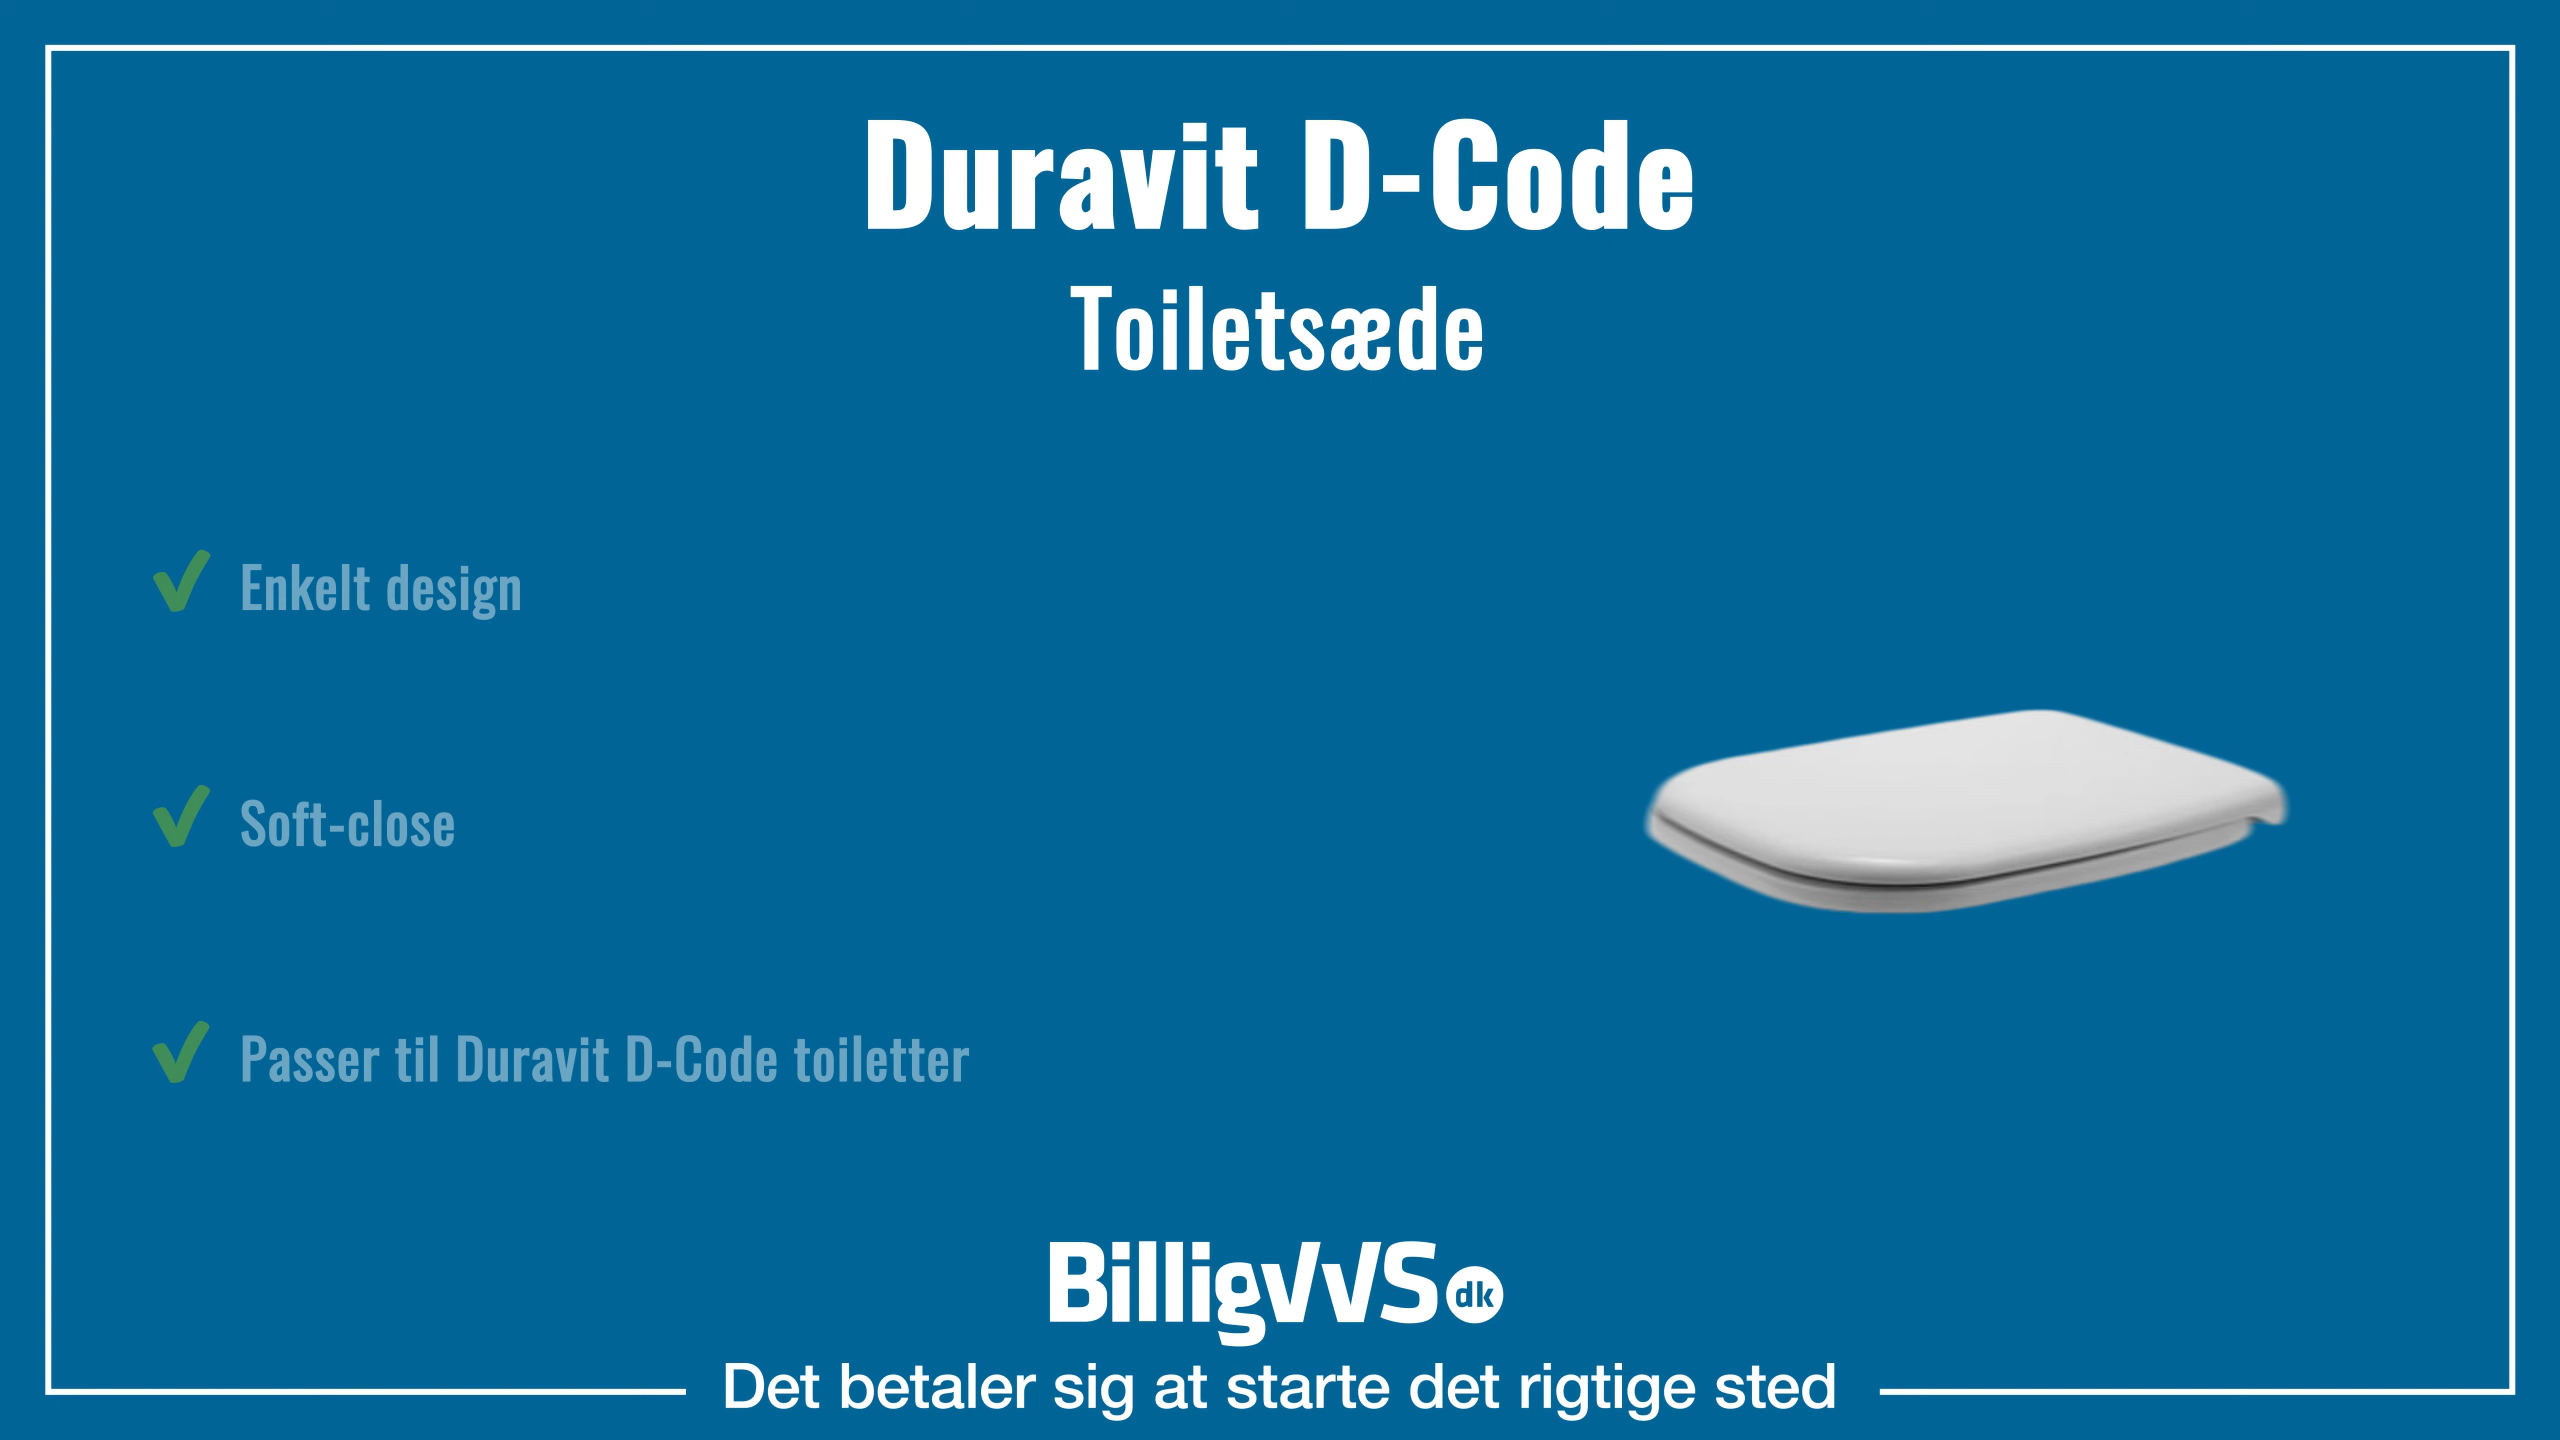 Duravit D-Code
Toiletsæde
Enkelt design
Soft-close
Passer til Duravit D-Code toiletter
BilligVVS dk
Det betaler sig at starte det rigtige sted